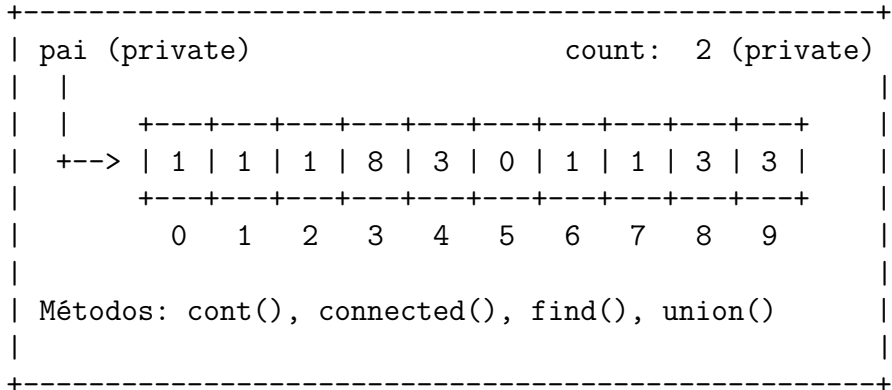 +-----------------------------------------------------+
| pai (private)                    count:  2 (private)
|  |                                                  |
|  |    +---+---+---+---+---+---+---+---+---+---+     |
|  +--> | 1 | 1 | 1 | 8 | 3 | 0 | 1 | 1 | 3 | 3 |     |
|       +---+---+---+---+---+---+---+---+---+---+     |
|         0   1   2   3   4   5   6   7   8   9       |
|                                                     |
| Métodos: cont(), connected(), find(), union()       |
|                                                     |
+-----------------------------------------------------+